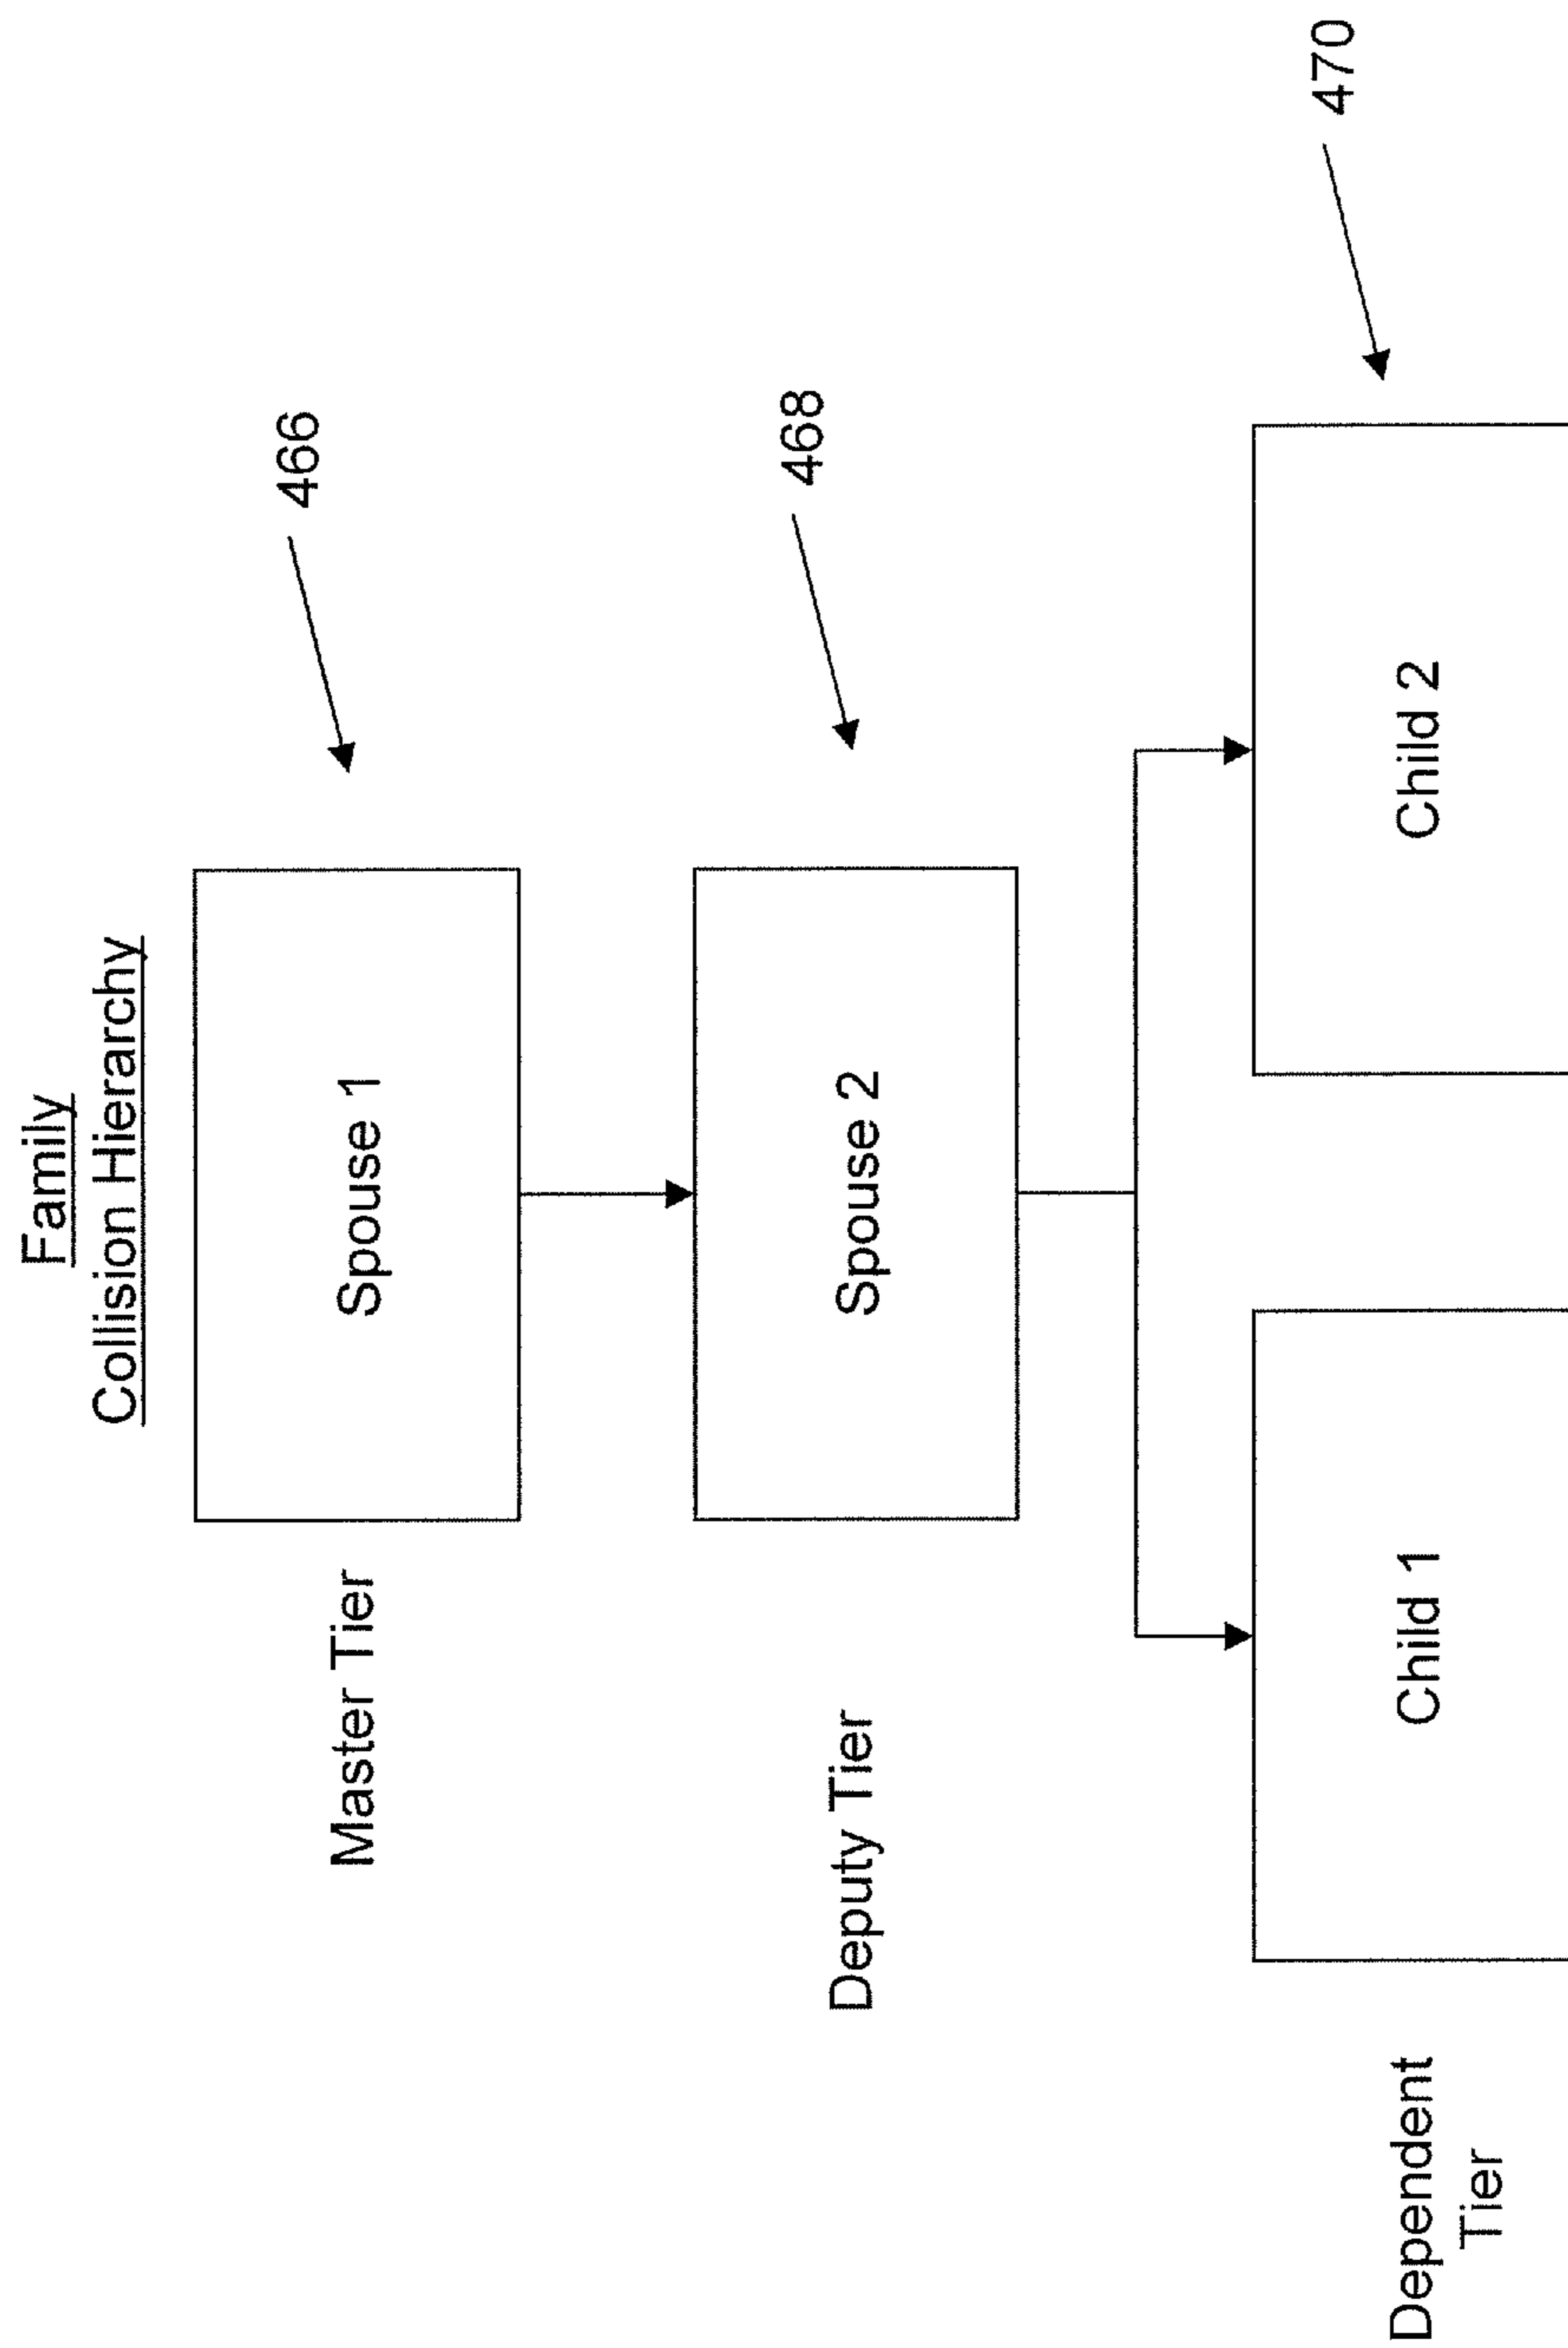 Family
Collision Hierarchy
Master Tier
Spouse 1
466
Deputy Tier
Spouse 2
468
Dependent
Tier
Child 1
Child 2
470